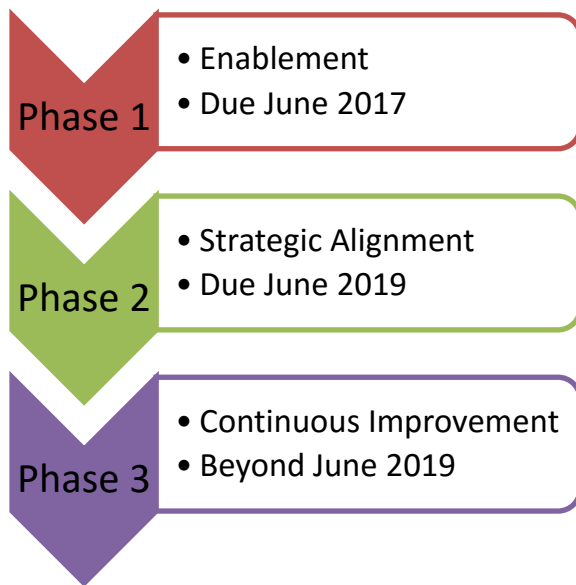 Phase 1
• Enablement
• Due June 2017
Phase 2
• Strategic Alignment
• Due June 2019
Phase 3
• Continuous Improvement
• Beyond June 2019